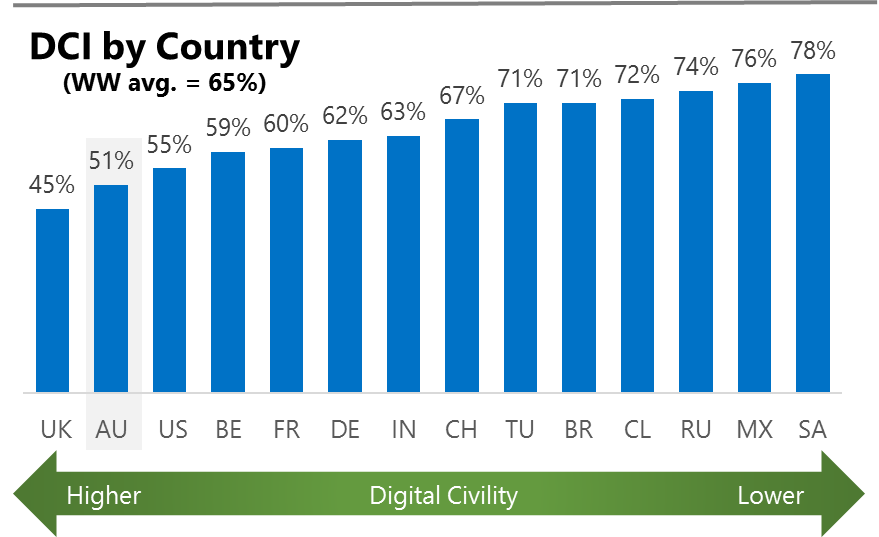 DCI by Country
(WW avg. = 65%)
45% 51% 55% 59% 60% 62% 63% 67% 71% 71% 72% 74% 76% 78%
UK AU US BE FR DE IN CH TU BR CL RU MX SA
Higher Digital Civility Lower